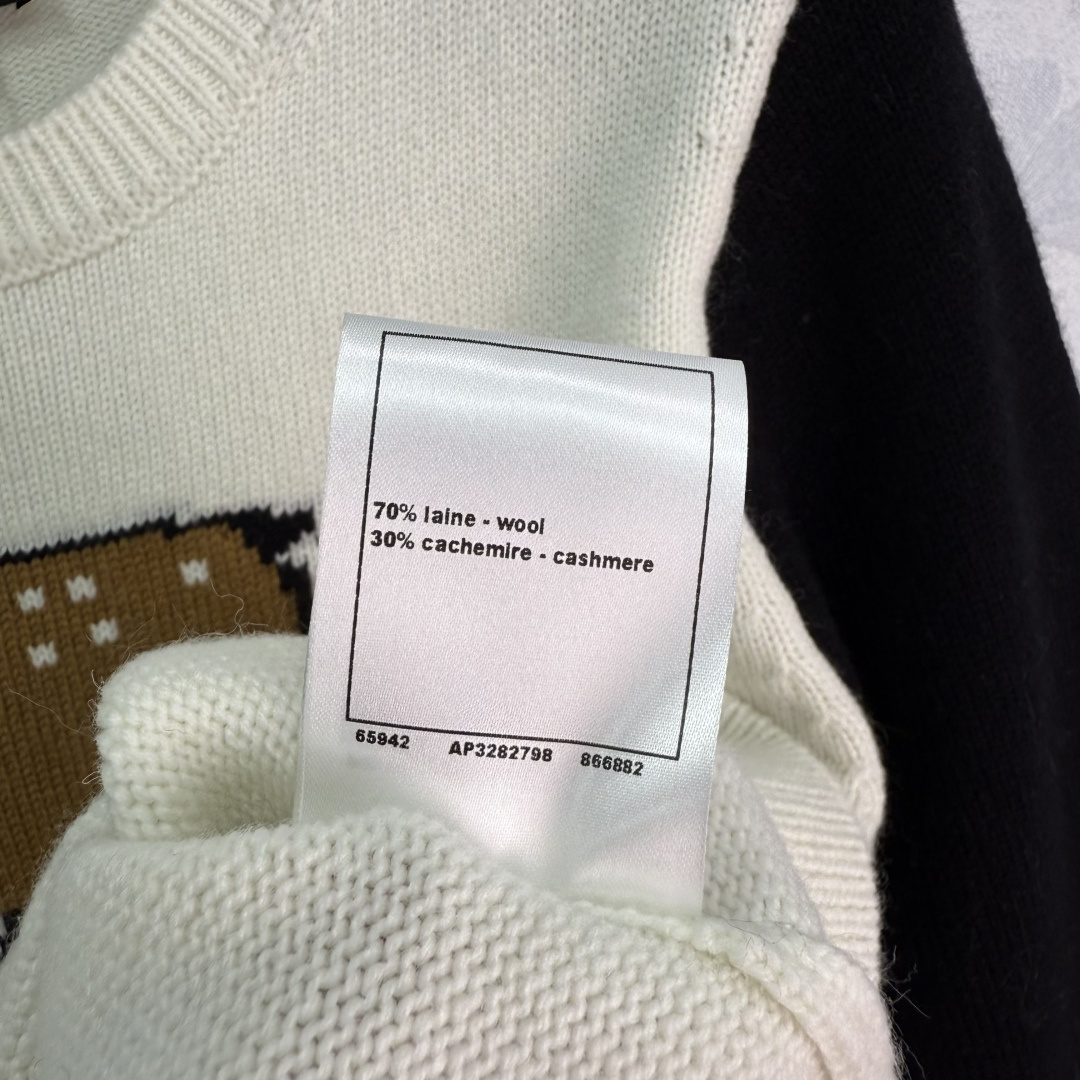 70% laine - wool
30% cachemire - cashmere
65942 AP3282798 866882